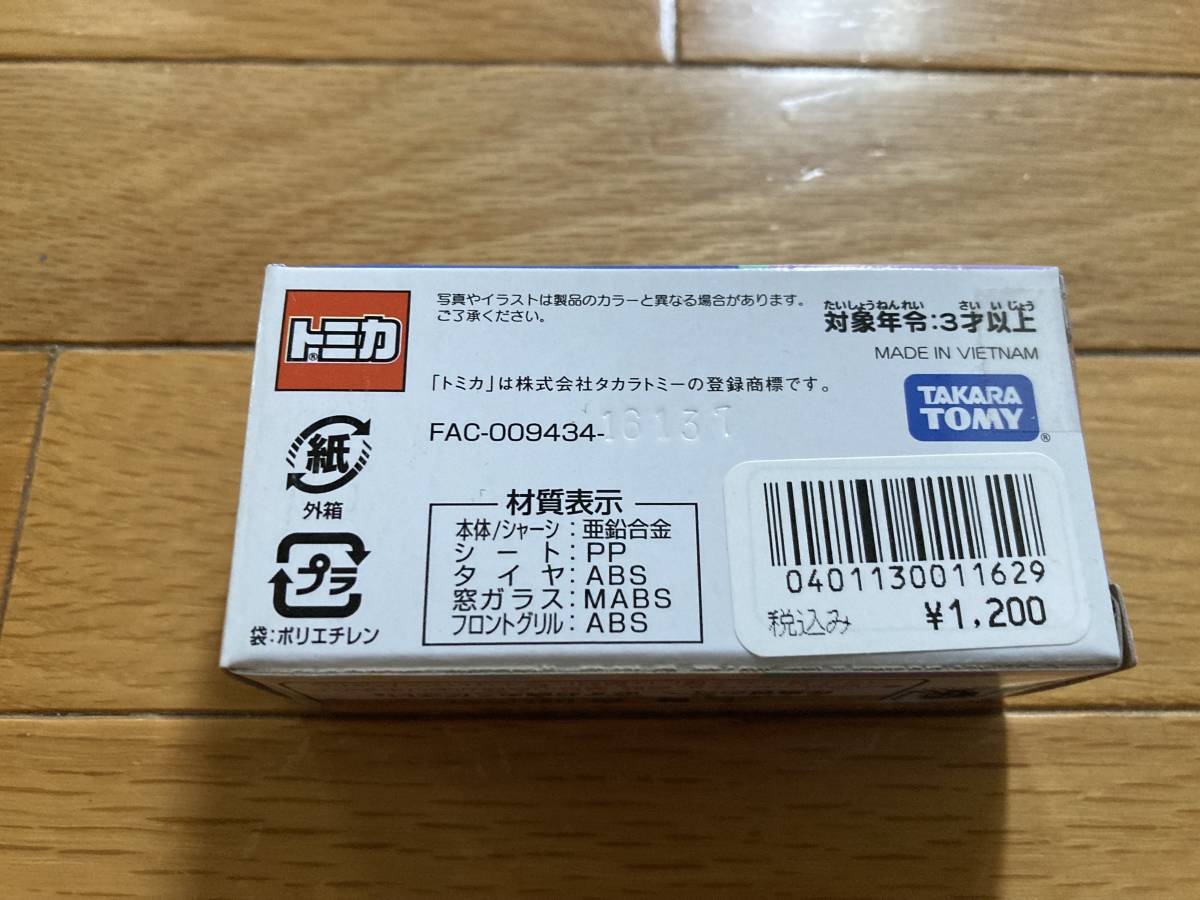 トミカ®
写真やイラストは製品のカラーと異なる場合があります。
ご了承ください。
たいしょうねんれい さい いじょう
対象年令:3才以上
MADE IN VIETNAM
「トミカ」は株式会社タカラトミーの登録商標です。
TAKARA
TOMY®
FAC-009434-16137
紙
外箱
プラ
袋:ポリエチレン
材質表示
本体/シャーシ:亜鉛合金
シート:PP
タイヤ:ABS
窓ガラス:MABS
フロントグリル:ABS
0401130011629
税込み ¥1,200